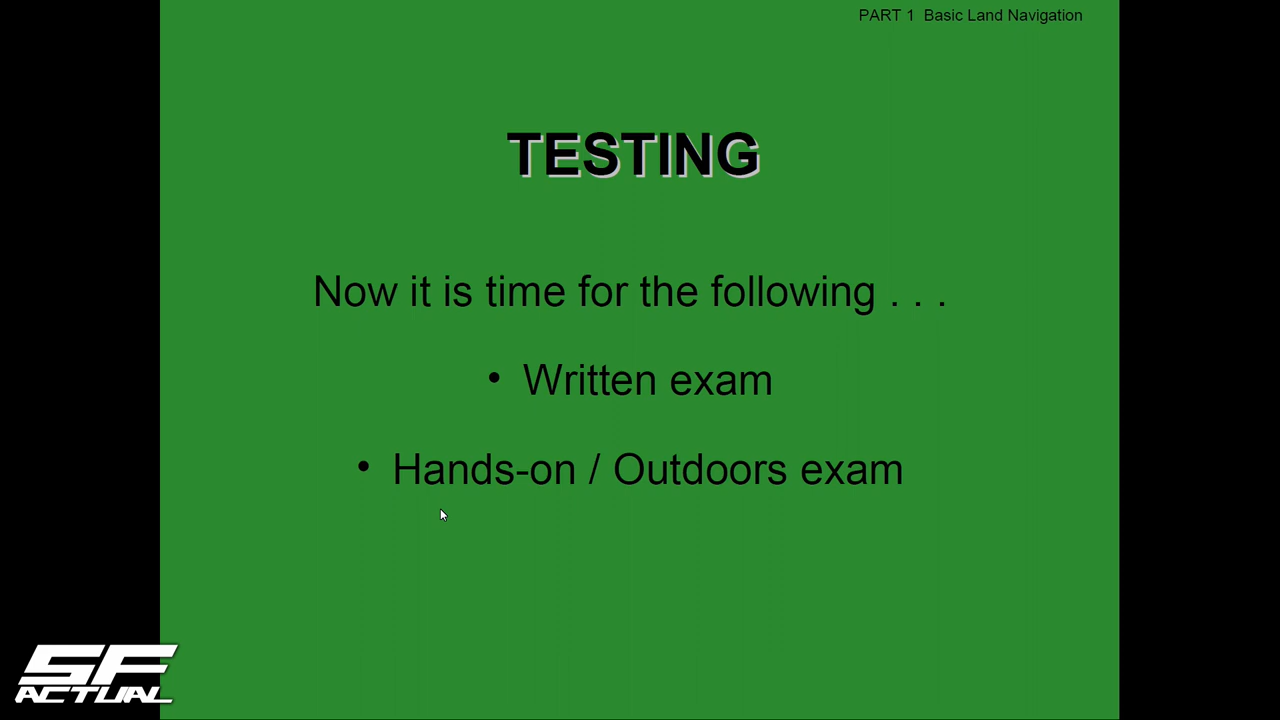 PART 1 Basic Land Navigation
TESTING
Now it is time for the following . . .
• Written exam
• Hands-on / Outdoors exam
SF
ACTUAL